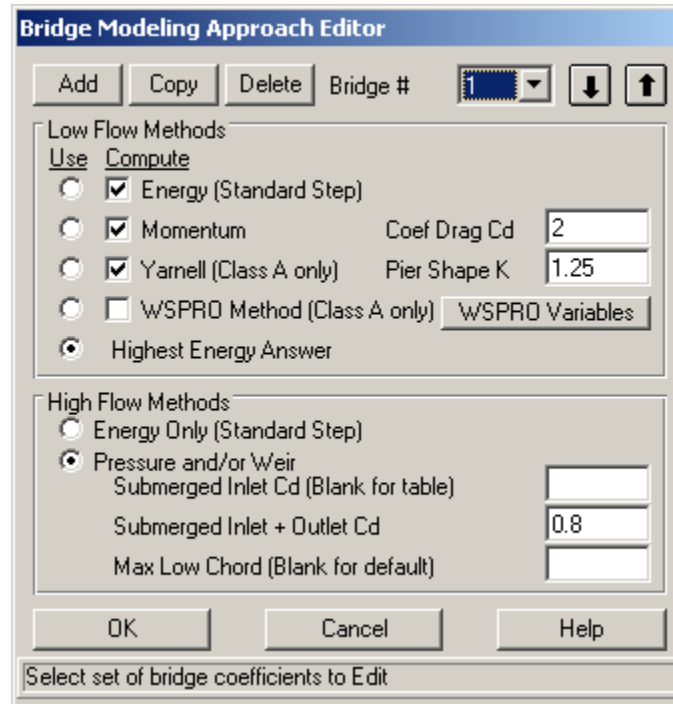 Bridge Modeling Approach Editor
Add Copy Delete Bridge # 1
Low Flow Methods
Use Compute
Energy (Standard Step)
Momentum Coef Drag Cd 2
Yarnell (Class A only) Pier Shape K 1.25
WSPRO Method (Class A only) WSPRO Variables
Highest Energy Answer
High Flow Methods
Energy Only (Standard Step)
Pressure and/or Weir
Submerged Inlet Cd (Blank for table)
Submerged Inlet + Outlet Cd 0.8
Max Low Chord (Blank for default)
OK Cancel Help
Select set of bridge coefficients to Edit